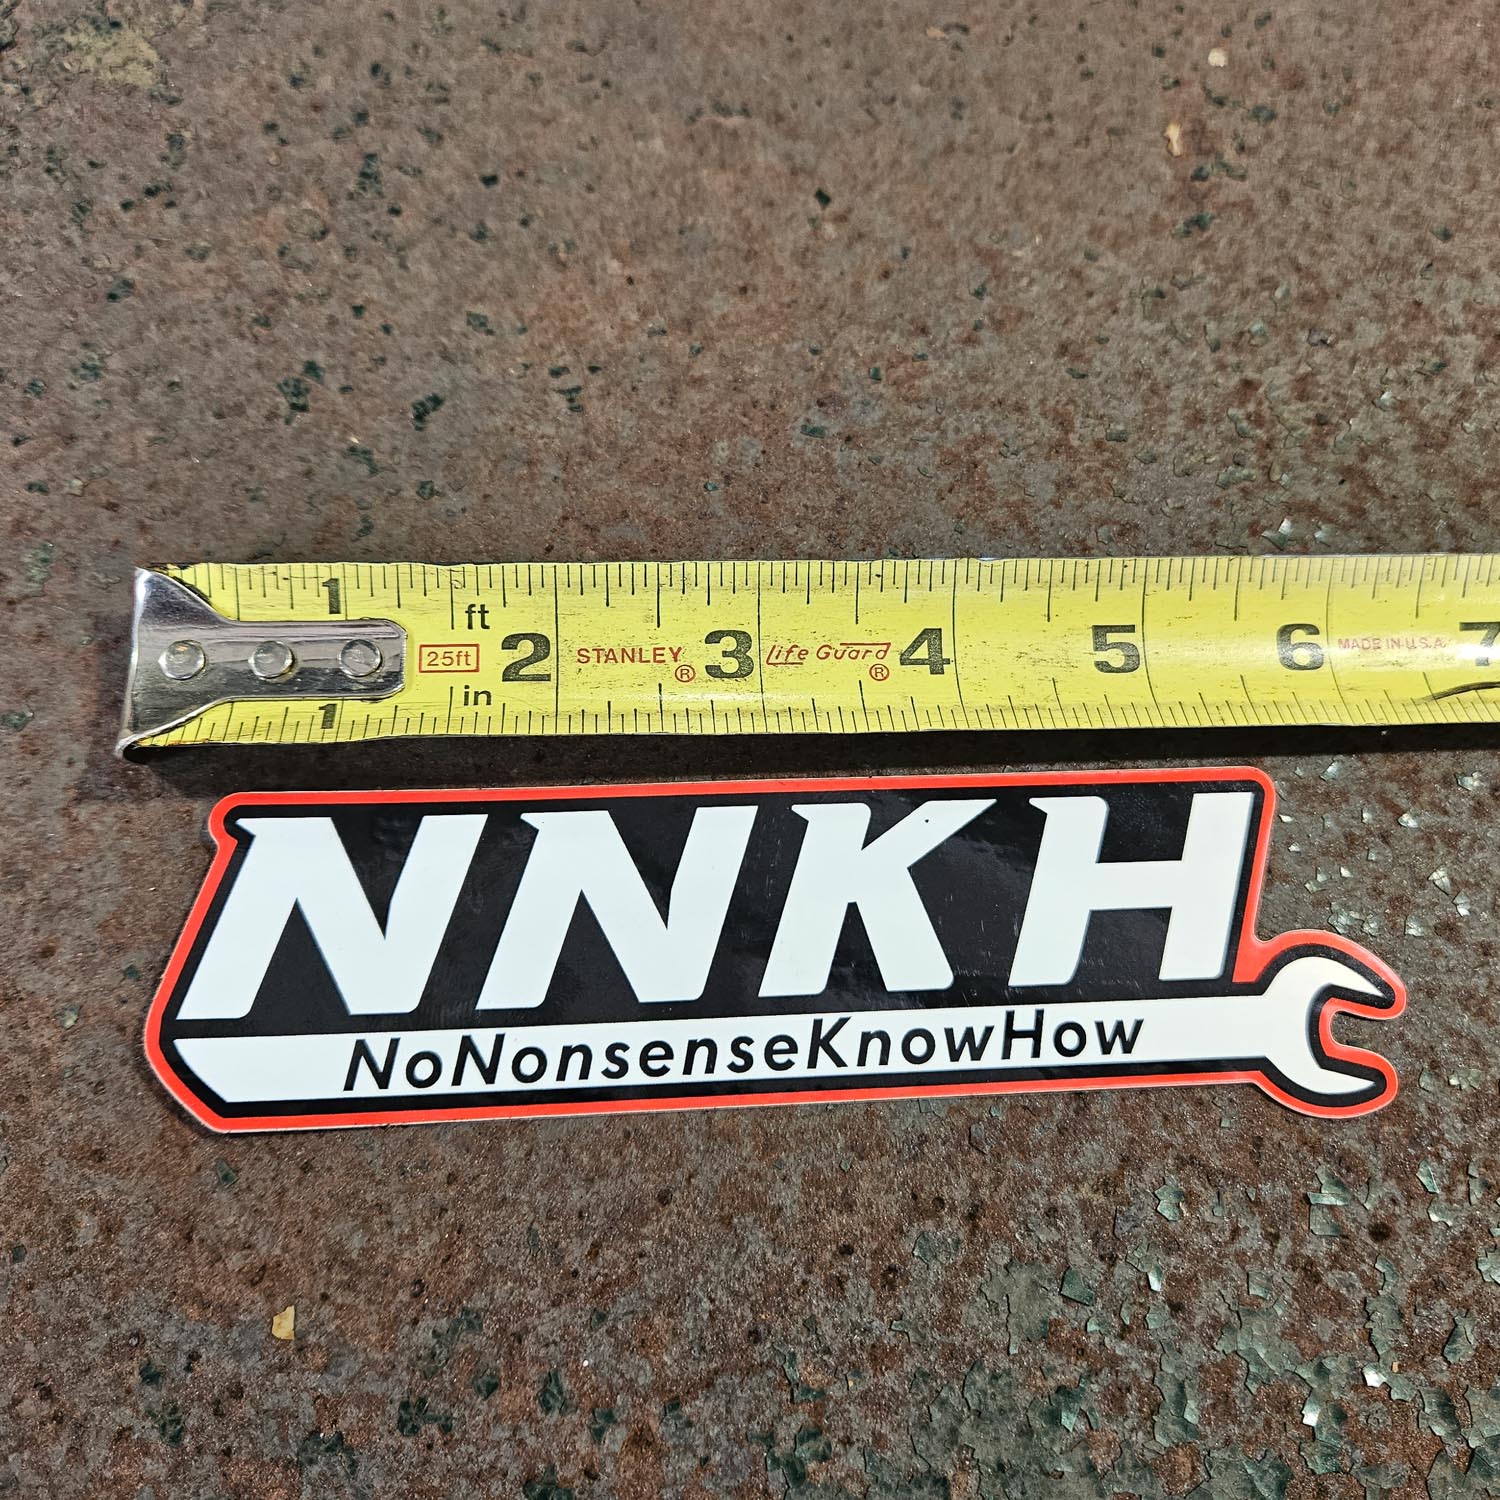 1 ft
25ft 2 STANLEY® 3 Life Guard® 4 5 6 MADE IN U.S.A. 7
1 in
NNKH
NoNonsenseKnowHow